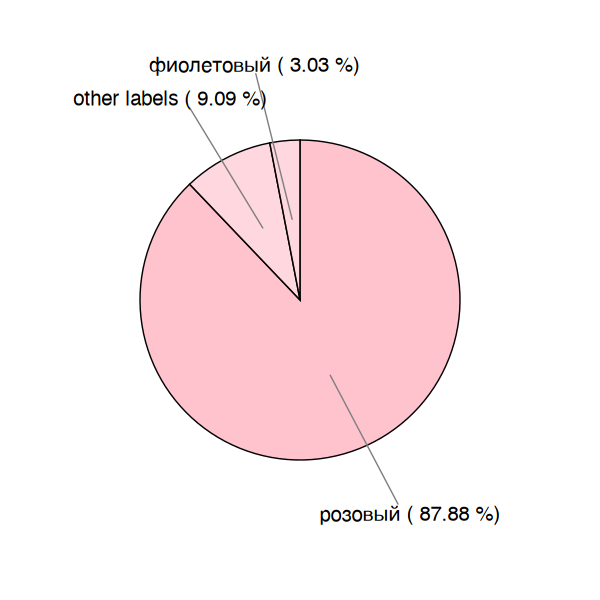 фиолетовый ( 3.03 %)
other labels ( 9.09 %)
розовый ( 87.88 %)